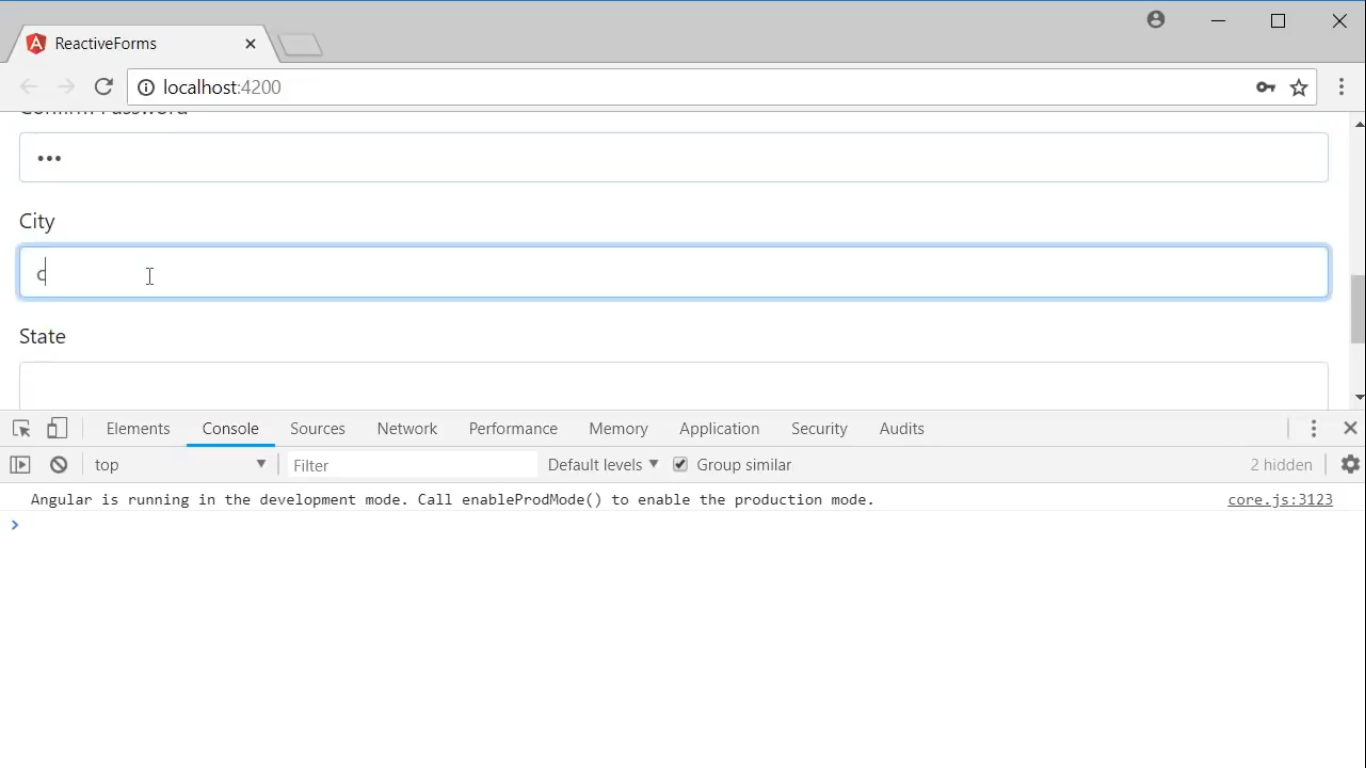 ReactiveForms
localhost:4200
Confirm Password
•••
City
c
State
Elements Console Sources Network Performance Memory Application Security Audits
top Filter Default levels Group similar 2 hidden
Angular is running in the development mode. Call enableProdMode() to enable the production mode. core.js:3123